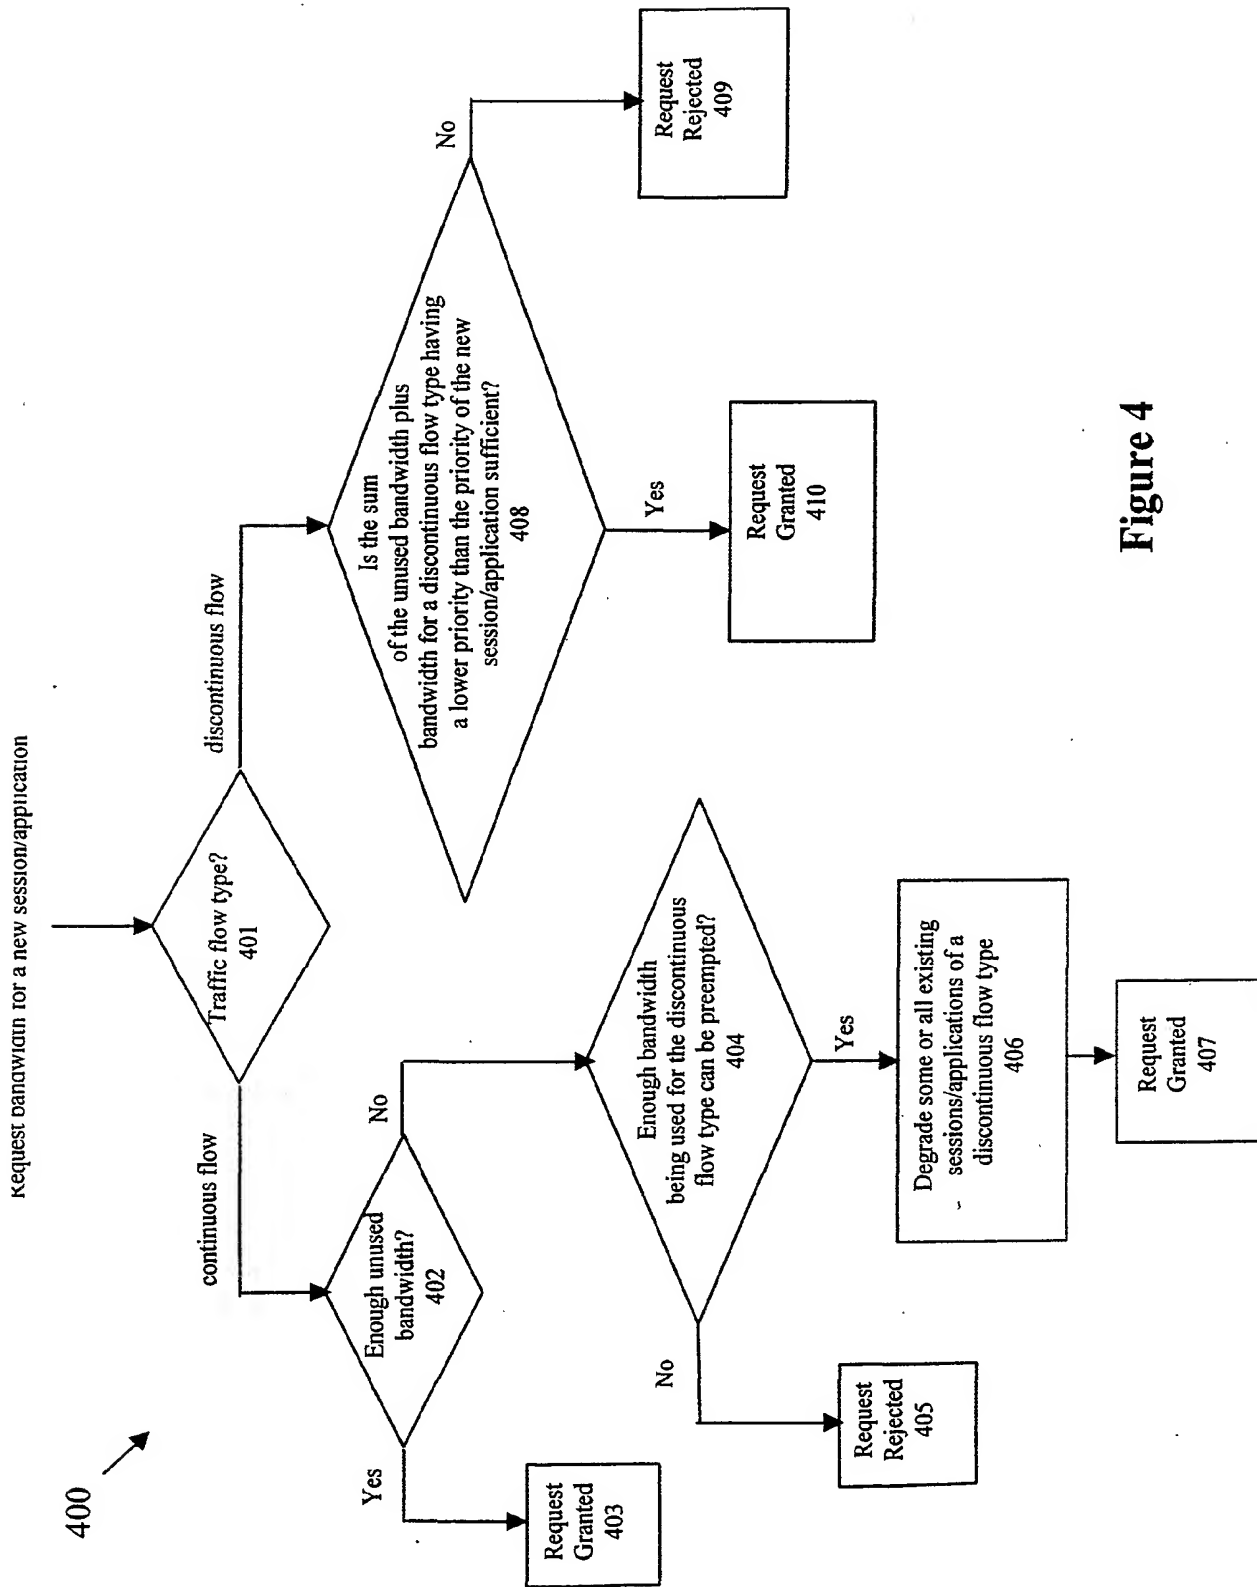 Request bandwidth for a new session/application
400
Traffic flow type?
401
continuous flow
discontinuous flow
Enough unused
bandwidth?
402
Yes
No
Request
Granted
403
Enough bandwidth
being used for the discontinuous
flow type can be preempted?
404
No
Yes
Request
Rejected
405
Degrade some or all existing
sessions/applications of a
discontinuous flow type
406
Request
Granted
407
Is the sum
of the unused bandwidth plus
bandwidth for a discontinuous flow type having
a lower priority than the priority of the new
session/application sufficient?
408
No
Yes
Request
Rejected
409
Request
Granted
410
Figure 4